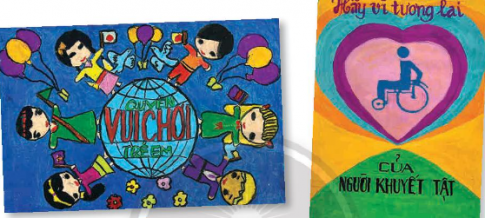 QUYỀN
VUI CHƠI
TRẺ EM
Hãy vì tương lai
CỦA
NGƯỜI KHUYẾT TẬT